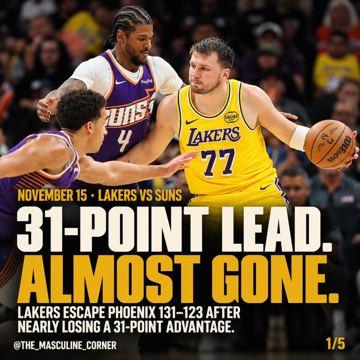 SUNS
4
LAKERS
77
NOVEMBER 15 • LAKERS VS SUNS
31-POINT LEAD.
ALMOST GONE.
LAKERS ESCAPE PHOENIX 131–123 AFTER
NEARLY LOSING A 31-POINT ADVANTAGE.
@THE_MASCULINE_CORNER
1/5